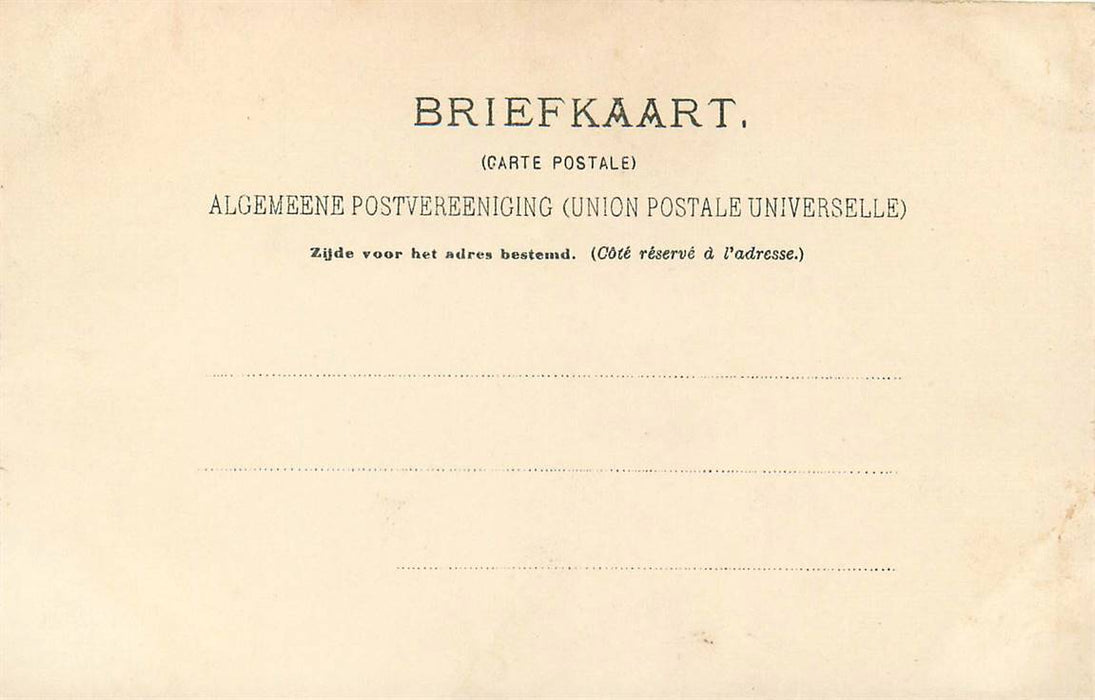 BRIEFKAART.
(CARTE POSTALE)
ALGEMEENE POSTVEREENIGING (UNION POSTALE UNIVERSELLE)
Zijde voor het adres bestemd. (Côté réservé à l'adresse.)